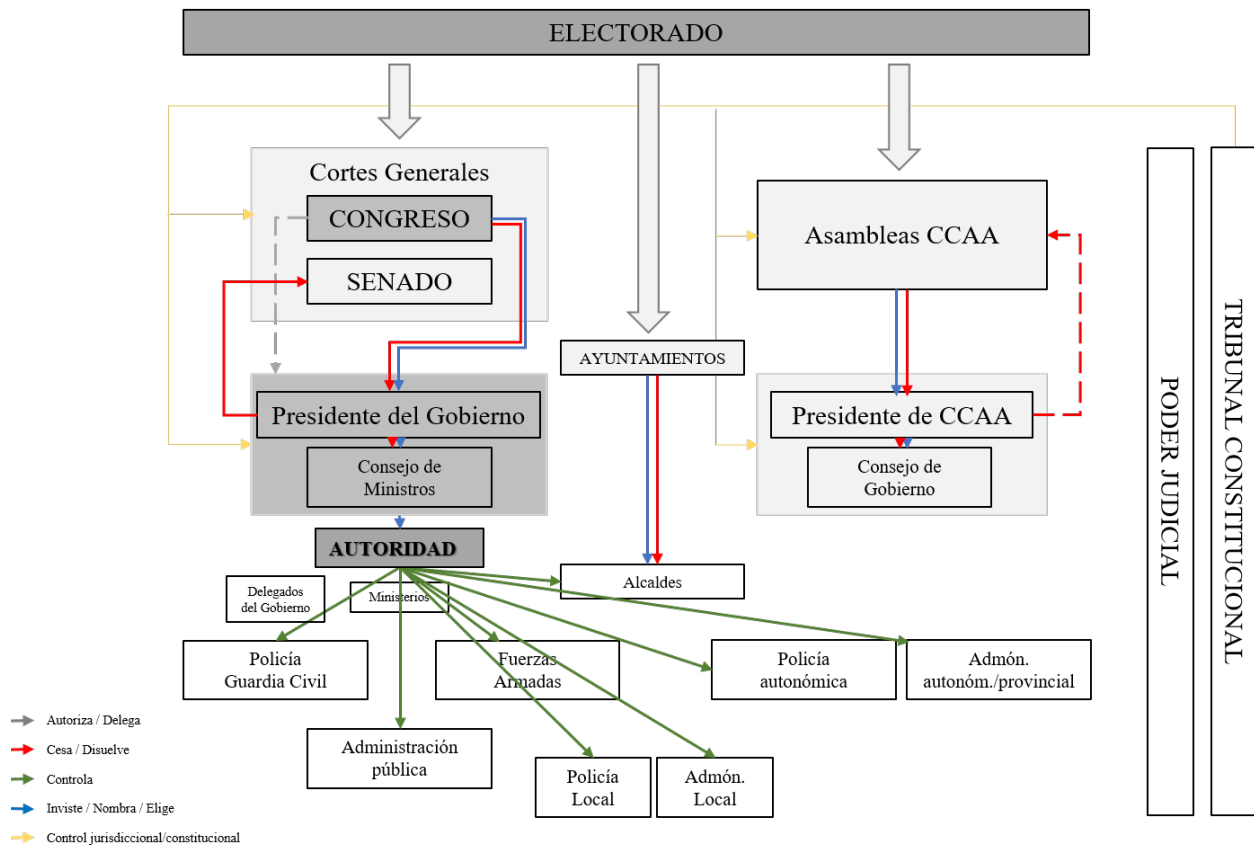 ELECTORADO
Cortes Generales
CONGRESO
SENADO
Asambleas CCAA
AYUNTAMIENTOS
Presidente del Gobierno
Consejo de
Ministros
Presidente de CCAA
Consejo de
Gobierno
PODER JUDICIAL
TRIBUNAL CONSTITUCIONAL
AUTORIDAD
Delegados
del Gobierno
Ministerios
Alcaldes
Policía
Guardia Civil
Fuerzas
Armadas
Policía
autonómica
Admón.
autonóm./provincial
Administración
pública
Policía
Local
Admón.
Local
Autoriza / Delega
Cesa / Disuelve
Controla
Inviste / Nombra / Elige
Control jurisdiccional/constitucional